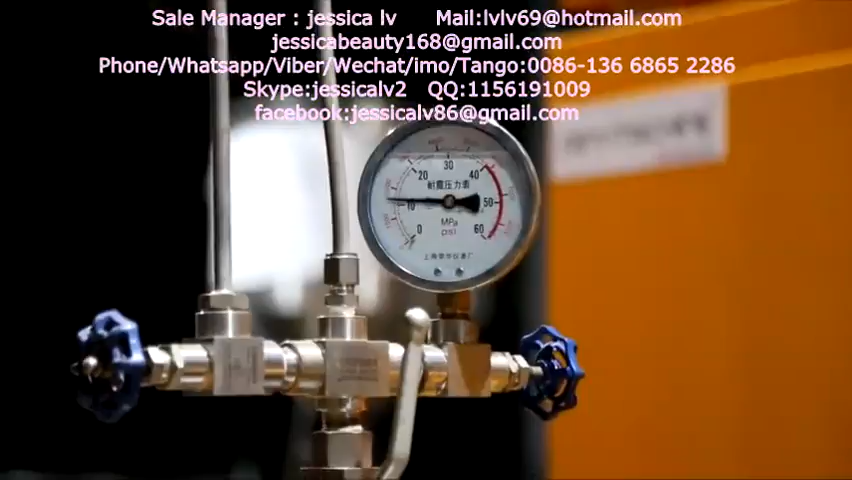 Sale Manager : jessica lv Mail:lvlv69@hotmail.com
jessicabeauty168@gmail.com
Phone/Whatsapp/Viber/Wechat/imo/Tango:0086-136 6865 2286
Skype:jessicalv2 QQ:1156191009
facebook:jessicalv86@gmail.com
30
20 40
耐震压力表
10 50
MPa
(psi)
0 60